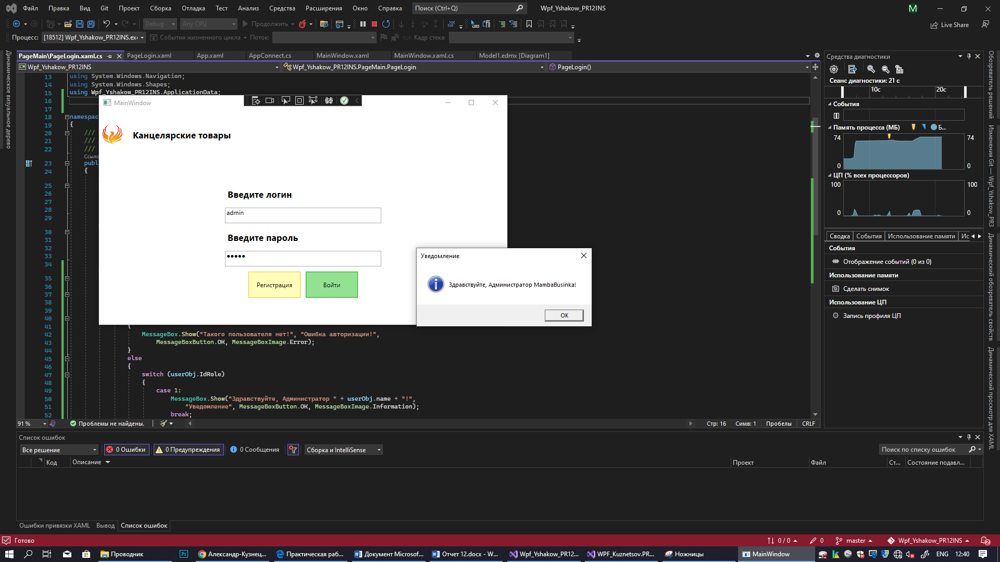 Файл Правка Вид Git Проект Сборка Отладка Тест Анализ Средства Расширения Окно Справка Поиск (Ctrl+Q) Wpf_Yshakow_PR12INS M
Debug Any CPU Продолжить Live Share
Процесс: [18512] Wpf_Yshakow_PR12INS.exe События жизненного цикла Поток: Кадр стека:
PageMain\PageLogin.xaml.cs PageLogin.xaml App.xaml AppConnect.cs MainWindow.xaml MainWindow.xaml.cs Model1.edmx [Diagram1]
Wpf_Yshakow_PR12INS Wpf_Yshakow_PR12INS.PageMain.PageLogin PageLogin()
Динамическое визуальное дерево
13 using System.Windows.Navigation;
14 using System.Windows.Shapes;
15 using Wpf_Yshakow_PR12INS.ApplicationData;
16
17
18 namespac
19 {
20 ///
21 ///
22 ///
Ссыло
23 publ
24 {
25
26
27
28
29
30
31
32
33
34
35
36
37
38
39
40
41 {
42 MessageBox.Show("Такого пользователя нет!", "Ошибка авторизации!",
43 MessageBoxButton.OK, MessageBoxImage.Error);
44 }
45 else
46 {
47 switch (userObj.IdRole)
48 {
49 case 1:
50 MessageBox.Show("Здравствуйте, Администратор " + userObj.name + "!",
51 "Уведомление", MessageBoxButton.OK, MessageBoxImage.Information);
52 break;
MainWindow
Канцелярские товары
Введите логин
admin
Введите пароль
●●●●●
Регистрация Войти
Уведомление
Здравствуйте, Администратор MambaBusinka!
OK
91 % Проблемы не найдены. Стр: 16 Симв: 1 Пробелы CRLF
Средства диагностики
Сеанс диагностики: 21 с
10с 20с
События
Память процесса (МБ) Б...
74 74
0 0
ЦП (% всех процессоров)
100 100
0 0
Сводка События Использование памяти Ис
События
Отображение событий (0 из 0)
Использование памяти
Сделать снимок
Использование ЦП
Запись профиля ЦП
Обозреватель решений
Изменения Git — Wpf_Yshakow_PR3
Динамический обозреватель свойств
Динамический просмотр для XAML
Список ошибок
Все решение 0 Ошибки 0 Предупреждения 0 Сообщения Сборка и IntelliSense Поиск по списку ошибок
Код Описание Проект Файл Ст... Состояние подавл...
Ошибки привязки XAML Вывод Список ошибок
Готово 0 / 0 0 master Wpf_Yshakow_PR12INS 2
Проводник Ps Александр-Кузнец... Практическая раб... Документ Microsof... Отчет 12.docx - W... Wpf_Yshakow_PR12... WPF_Kuznetsov.PR... Ножницы MainWindow ENG 12:40